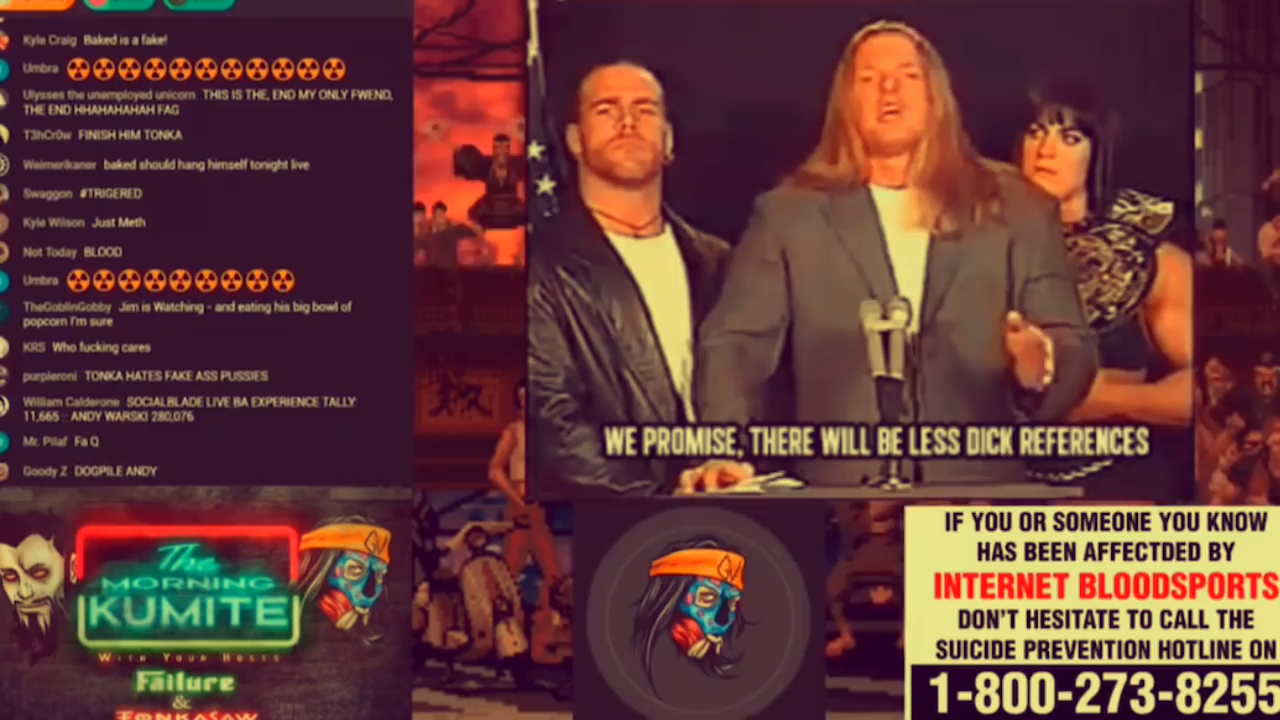 Kyle Craig Baked is a fake!
Umbra
Ulysses the unemployed unicorn THIS IS THE, END MY ONLY FWEND,
THE END HHAHAHAHAH FAG
T3hCr0w FINISH HIM TONKA
Weimerikaner baked should hang himself tonight live
Swaggon #TRIGERED
Kyle Wilson Just Meth
Not Today BLOOD
Umbra
TheGoblinGobby Jim is Watching - and eating his big bowl of
popcorn I'm sure
KRS Who fucking cares
purpleroni TONKA HATES FAKE ASS PUSSIES
William Calderone SOCIALBLADE LIVE BA EXPERIENCE TALLY:
11,665 :: ANDY WARSKI 280,076
Mr. Pilaf Fa Q
Goody Z DOGPILE ANDY
WE PROMISE, THERE WILL BE LESS DICK REFERENCES
The
MORNING
KUMITE
WITH YOUR HOSTS
Failure
&
TONKASAW
IF YOU OR SOMEONE YOU KNOW
HAS BEEN AFFECTDED BY
INTERNET BLOODSPORTS
DON'T HESITATE TO CALL THE
SUICIDE PREVENTION HOTLINE ON
1-800-273-8255